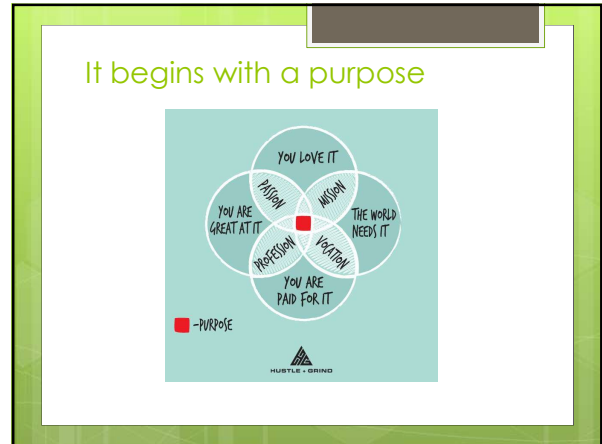 It begins with a purpose
YOU LOVE IT
PASSION
MISSION
YOU ARE
GREAT AT IT
THE WORLD
NEEDS IT
PROFESSION
VOCATION
YOU ARE
PAID FOR IT
-PURPOSE
HUSTLE + GRIND